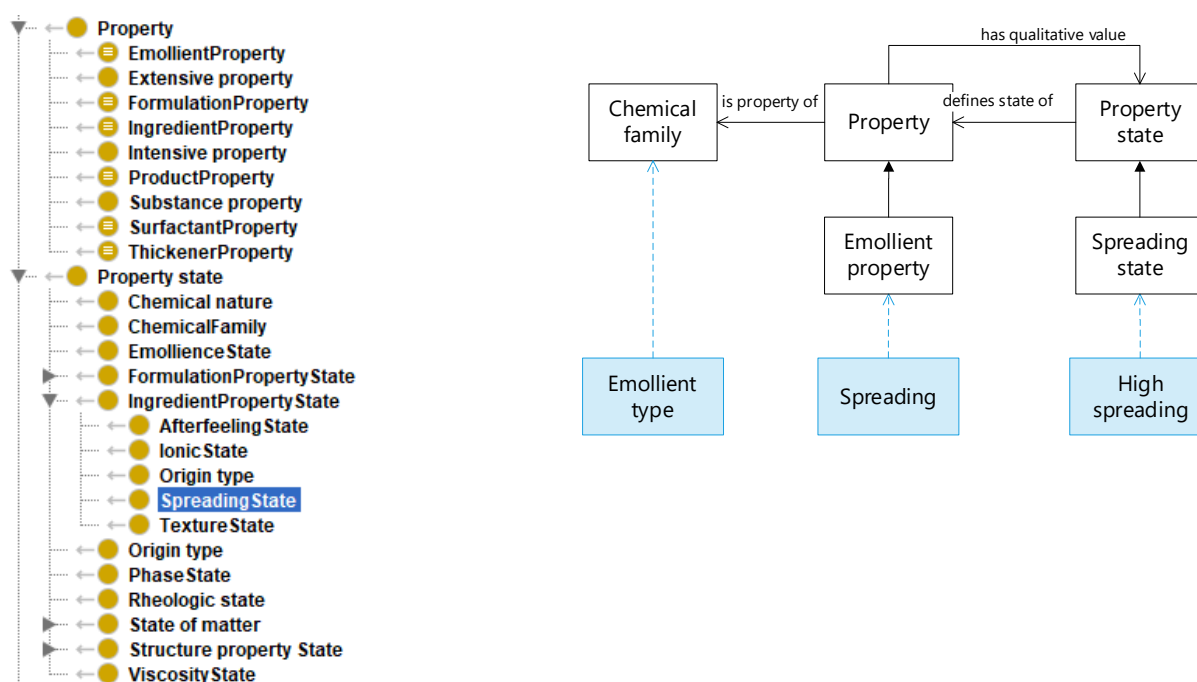 Property
EmollientProperty
Extensive property
FormulationProperty
IngredientProperty
Intensive property
ProductProperty
Substance property
SurfactantProperty
ThickenerProperty
Property state
Chemical nature
ChemicalFamily
EmollienceState
FormulationPropertyState
IngredientPropertyState
AfterfeelingState
IonicState
Origin type
SpreadingState
TextureState
Origin type
PhaseState
Rheologic state
State of matter
Structure property State
ViscosityState
has qualitative value
Chemical
family
is property of
Property
defines state of
Property
state
Emollient
property
Spreading
state
Emollient
type
Spreading
High
spreading